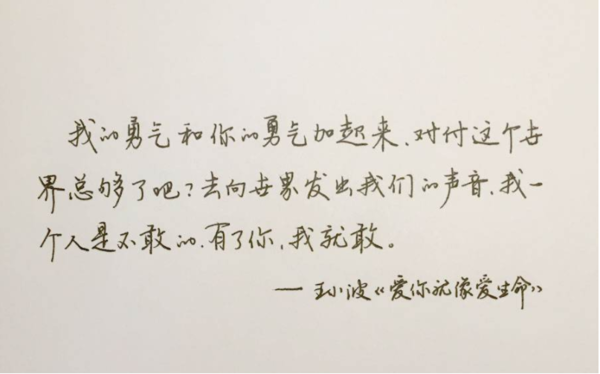 我的勇气和你的勇气加起来、对付这个世
界总够了吧？去向世界发出我们的声音、我一
个人是不敢的、有了你、我就敢。
——王小波《爱你就像爱生命》